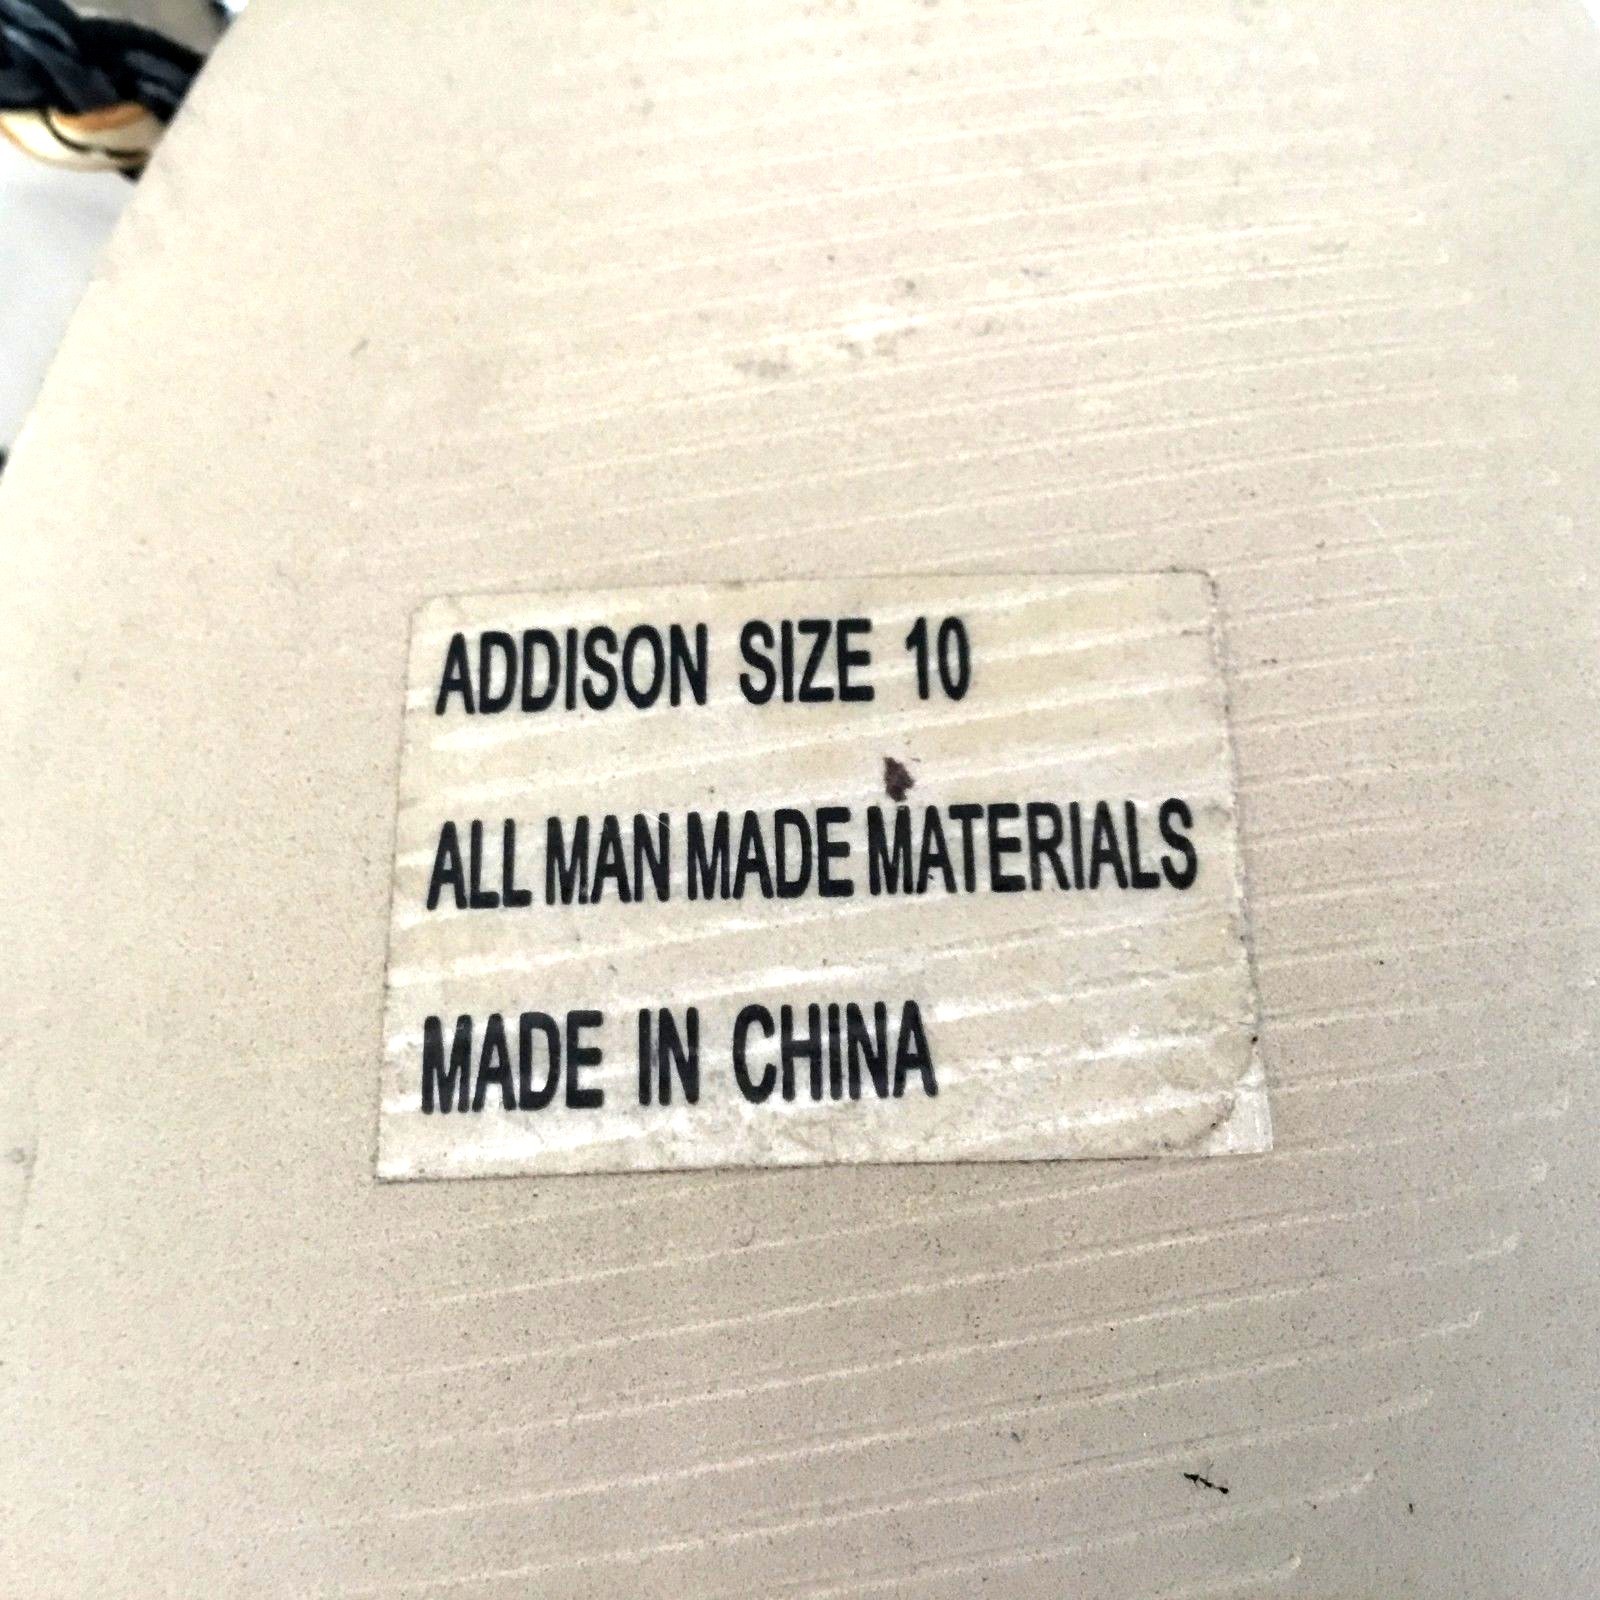 ADDISON SIZE 10
ALL MAN MADE MATERIALS
MADE IN CHINA